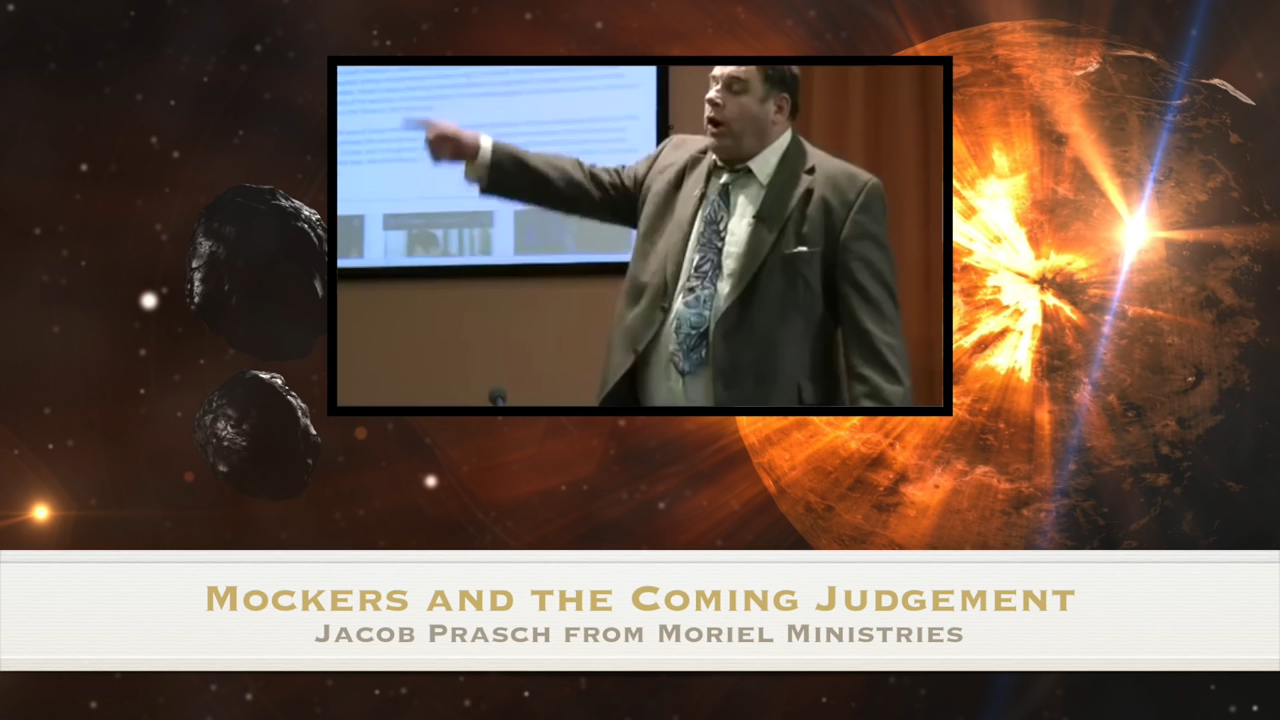 Mockers and the Coming Judgement
Jacob Prasch from Moriel Ministries